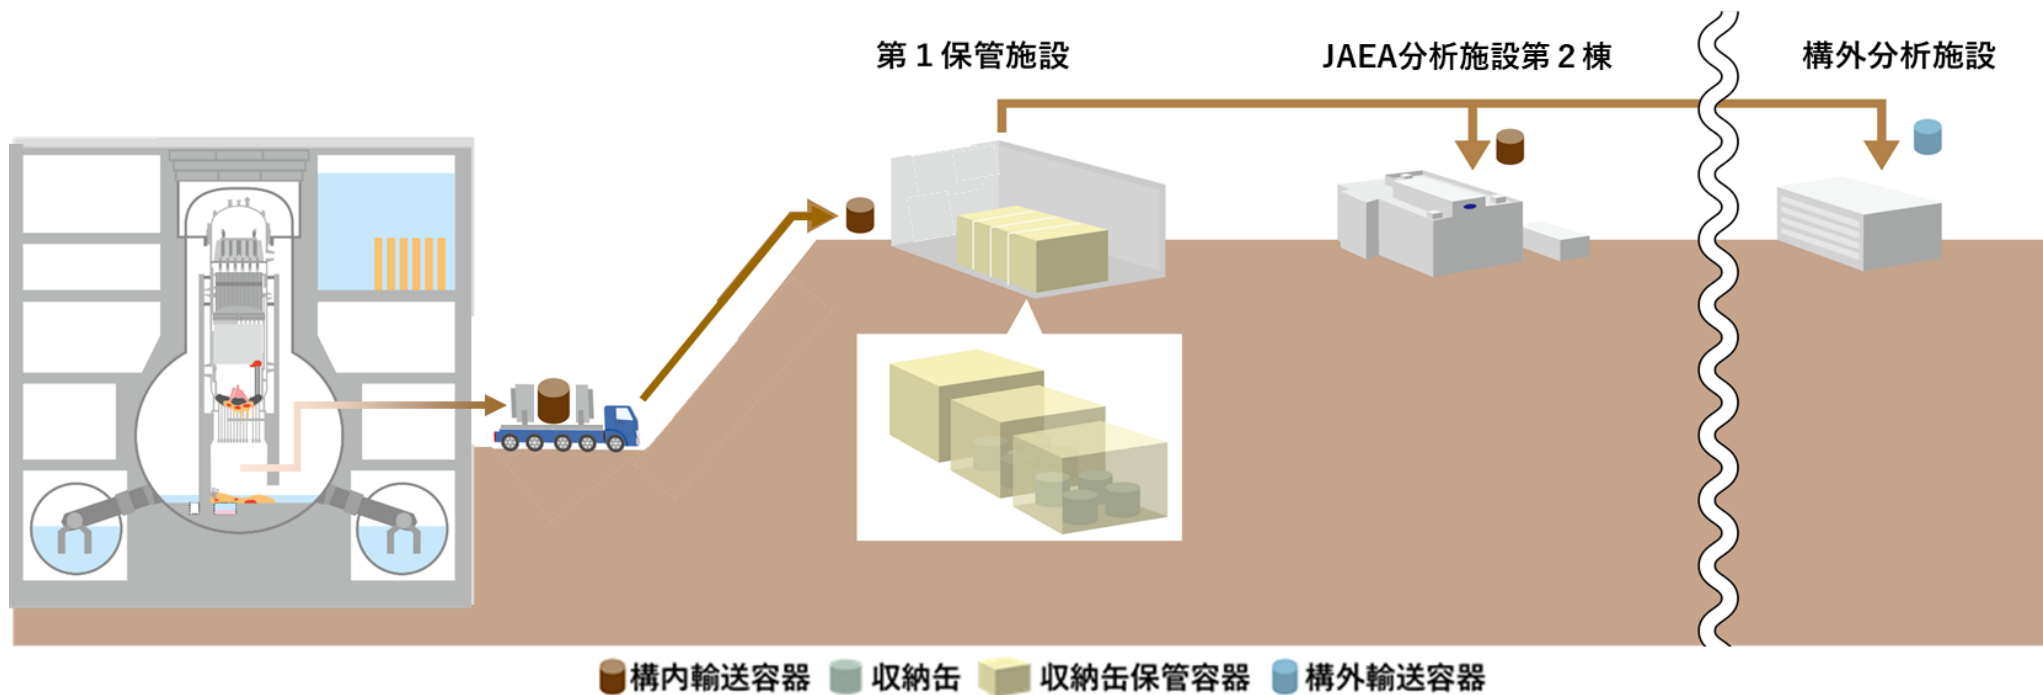 第１保管施設
JAEA分析施設第２棟
構外分析施設
構内輸送容器
収納缶
収納缶保管容器
構外輸送容器